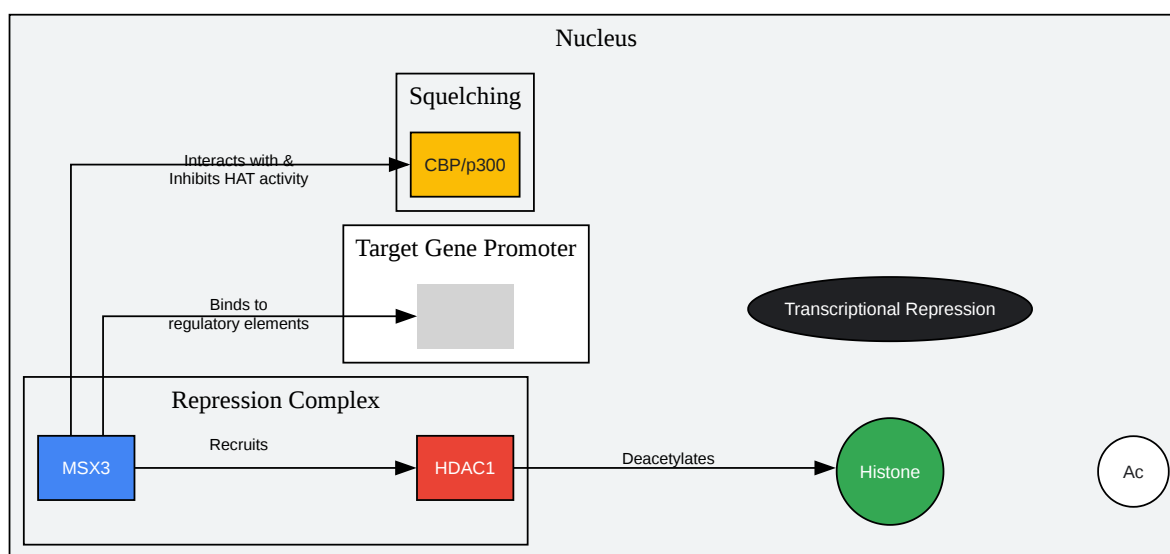 Nucleus
Squelching
CBP/p300
Interacts with &
Inhibits HAT activity
Target Gene Promoter
Binds to
regulatory elements
Transcriptional Repression
Repression Complex
MSX3
Recruits
HDAC1
Deacetylates
Histone
Ac